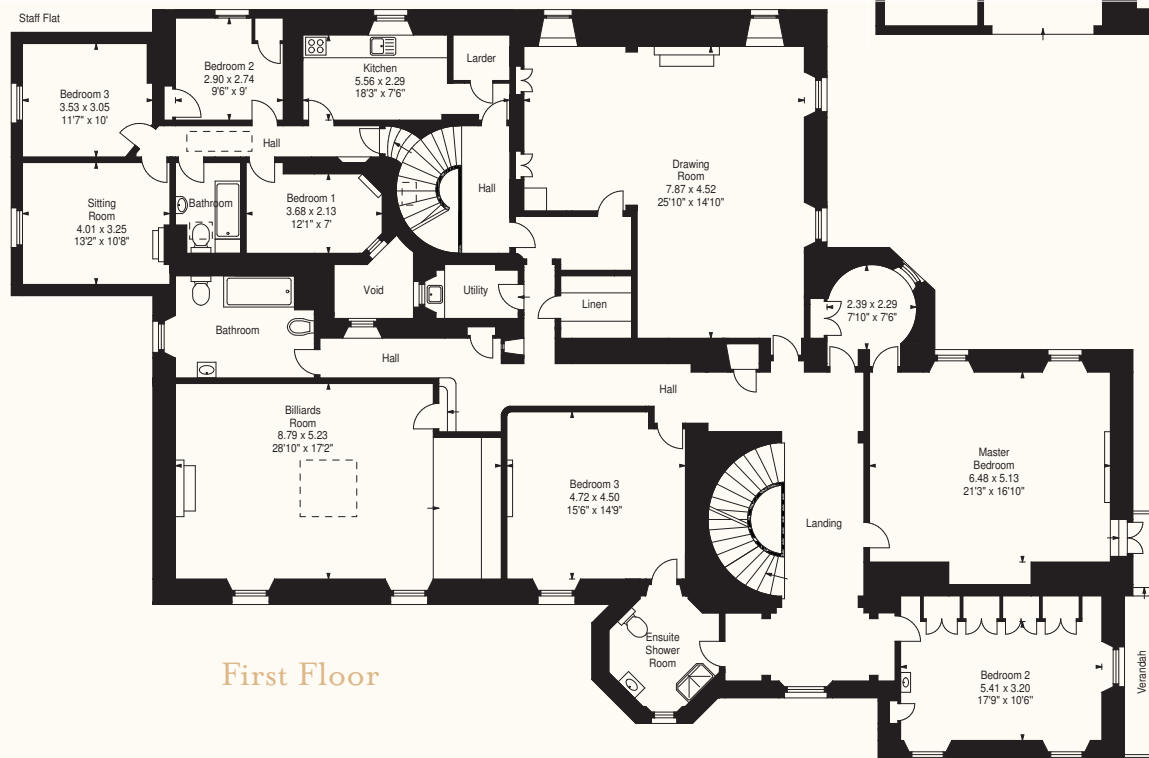 Staff Flat
Bedroom 2
2.90 x 2.74
9'6" x 9'
Kitchen
5.56 x 2.29
18'3" x 7'6"
Larder
Bedroom 3
3.53 x 3.05
11'7" x 10'
Hall
Drawing
Room
7.87 x 4.52
25'10" x 14'10"
Sitting
Room
4.01 x 3.25
13'2" x 10'8"
Bathroom
Bedroom 1
3.68 x 2.13
12'1" x 7'
Hall
Void
Utility
Linen
2.39 x 2.29
7'10" x 7'6"
Bathroom
Hall
Hall
Billiards
Room
8.79 x 5.23
28'10" x 17'2"
Bedroom 3
4.72 x 4.50
15'6" x 14'9"
Master
Bedroom
6.48 x 5.13
21'3" x 16'10"
Landing
Ensuite
Shower
Room
First Floor
Bedroom 2
5.41 x 3.20
17'9" x 10'6"
Verandah